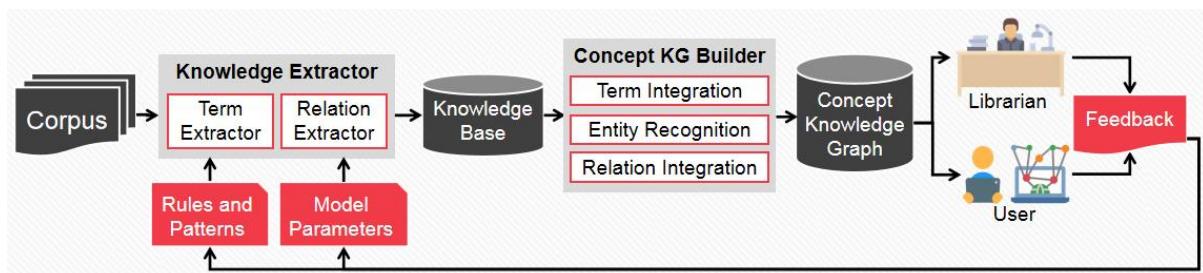 Corpus
Knowledge Extractor
Term
Extractor
Relation
Extractor
Rules and
Patterns
Model
Parameters
Knowledge
Base
Concept KG Builder
Term Integration
Entity Recognition
Relation Integration
Concept
Knowledge
Graph
Librarian
User
Feedback